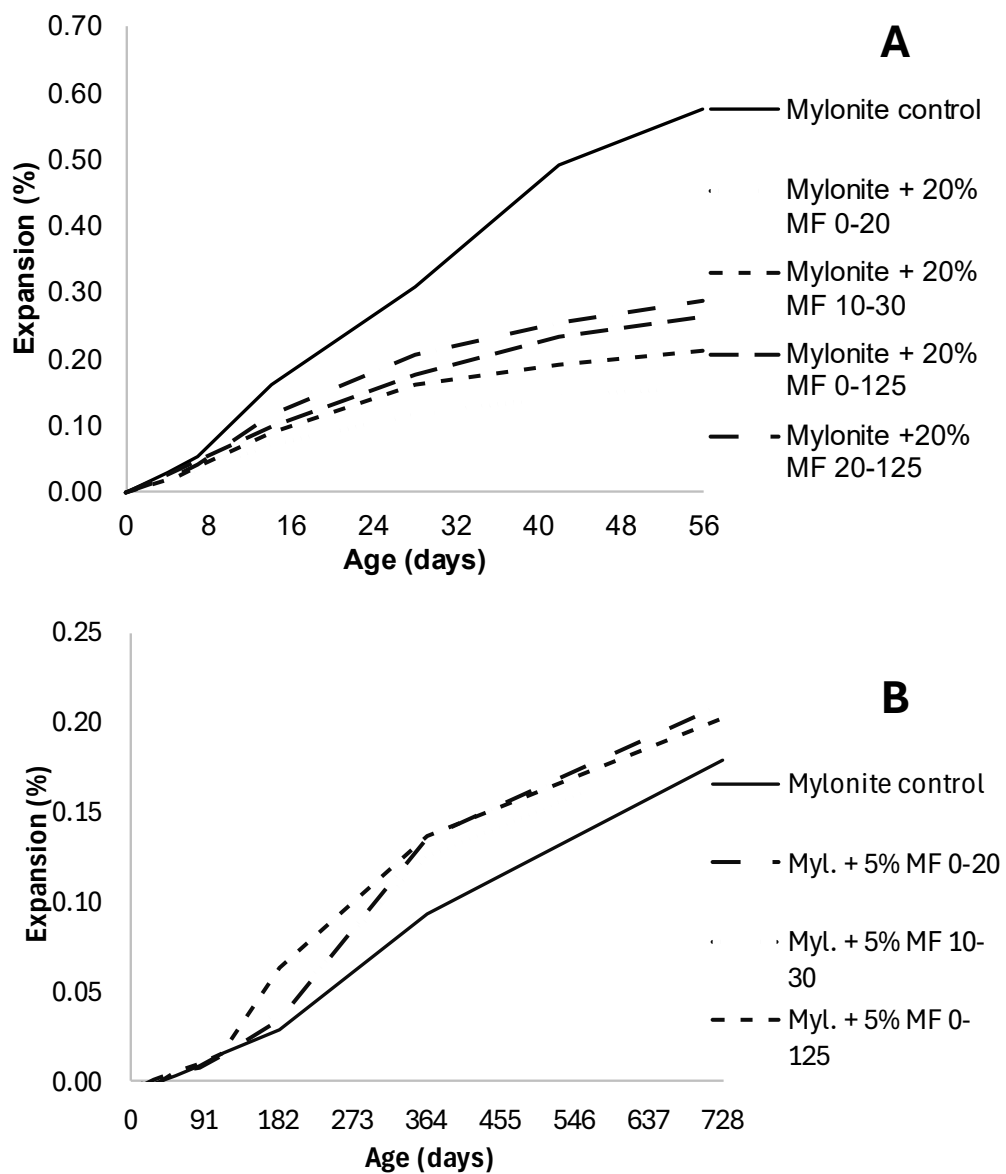 0.70
A
0.60
Mylonite control
0.50
Mylonite + 20%
MF 0-20
0.40
Mylonite + 20%
MF 10-30
0.30
Mylonite + 20%
MF 0-125
0.20
Mylonite +20%
MF 20-125
0.10
0.00
Expansion (%)
0 8 16 24 32 40 48 56
Age (days)
0.25
B
0.20
Mylonite control
0.15
Myl. + 5% MF 0-20
0.10
Myl. + 5% MF 10-
30
0.05
Myl. + 5% MF 0-
125
0.00
Expansion (%)
0 91 182 273 364 455 546 637 728
Age (days)